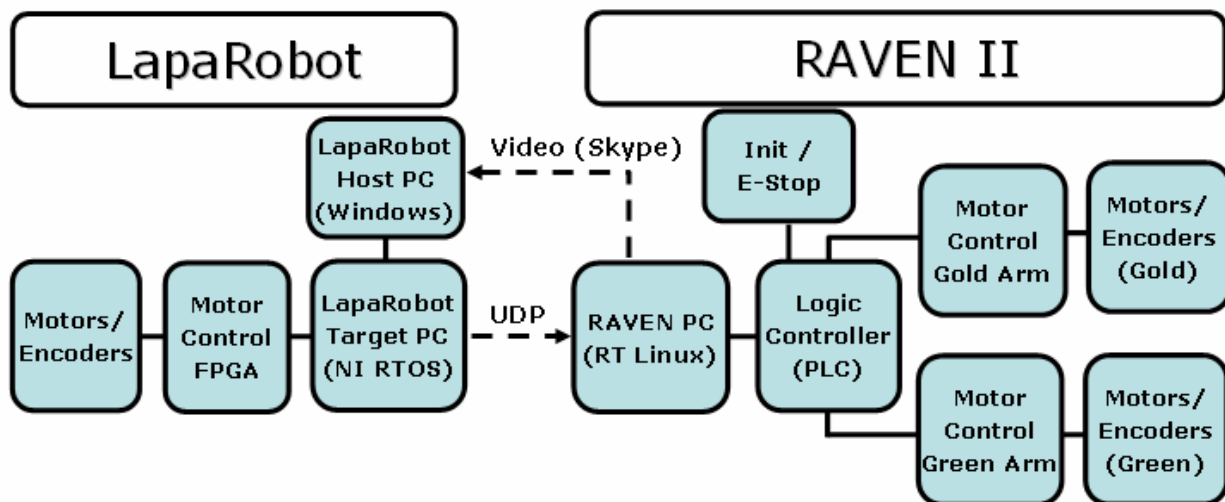 LapaRobot
RAVEN II
LapaRobot
Host PC
(Windows)
Video (Skype)
Init /
E-Stop
Motor
Control
Gold Arm
Motors/
Encoders
(Gold)
Motors/
Encoders
Motor
Control
FPGA
LapaRobot
Target PC
(NI RTOS)
UDP
RAVEN PC
(RT Linux)
Logic
Controller
(PLC)
Motor
Control
Green Arm
Motors/
Encoders
(Green)